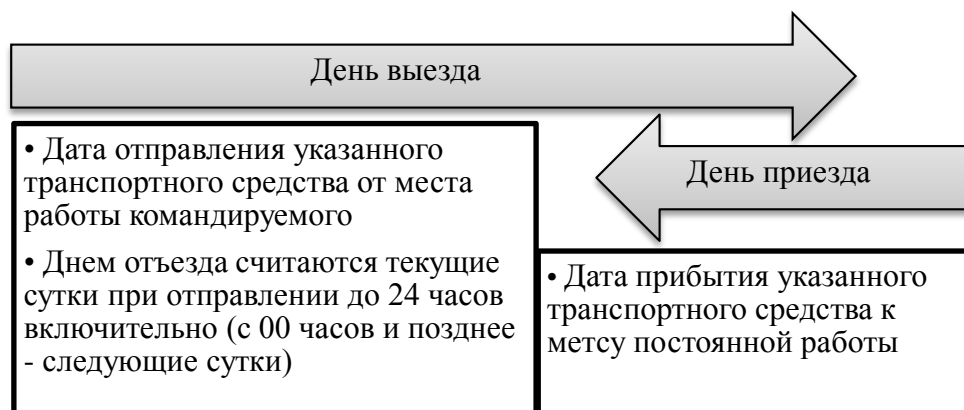 День выезда
• Дата отправления указанного
транспортного средства от места
работы командируемого
• Днем отъезда считаются текущие
сутки при отправлении до 24 часов
включительно (с 00 часов и позднее
- следующие сутки)
День приезда
• Дата прибытия указанного
транспортного средства к
метсу постоянной работы